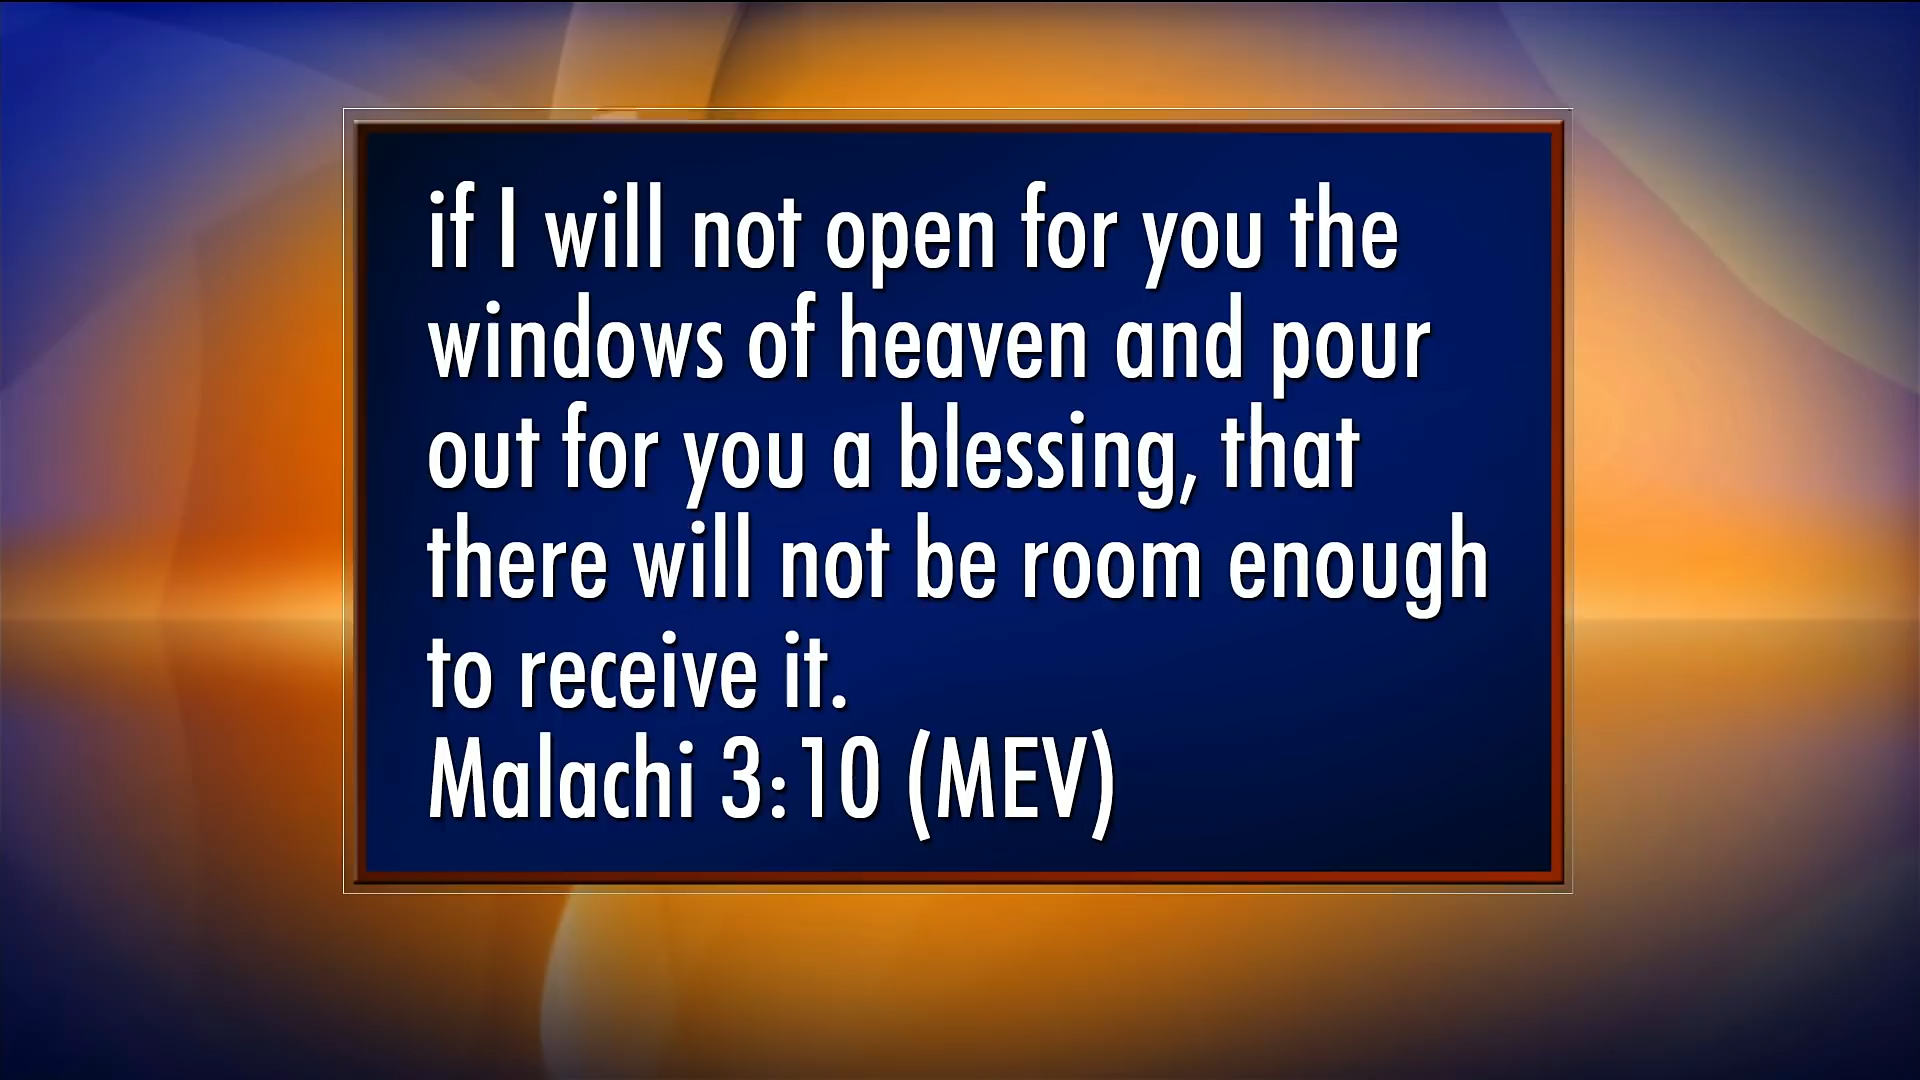 if I will not open for you the
windows of heaven and pour
out for you a blessing, that
there will not be room enough
to receive it.
Malachi 3:10 (MEV)